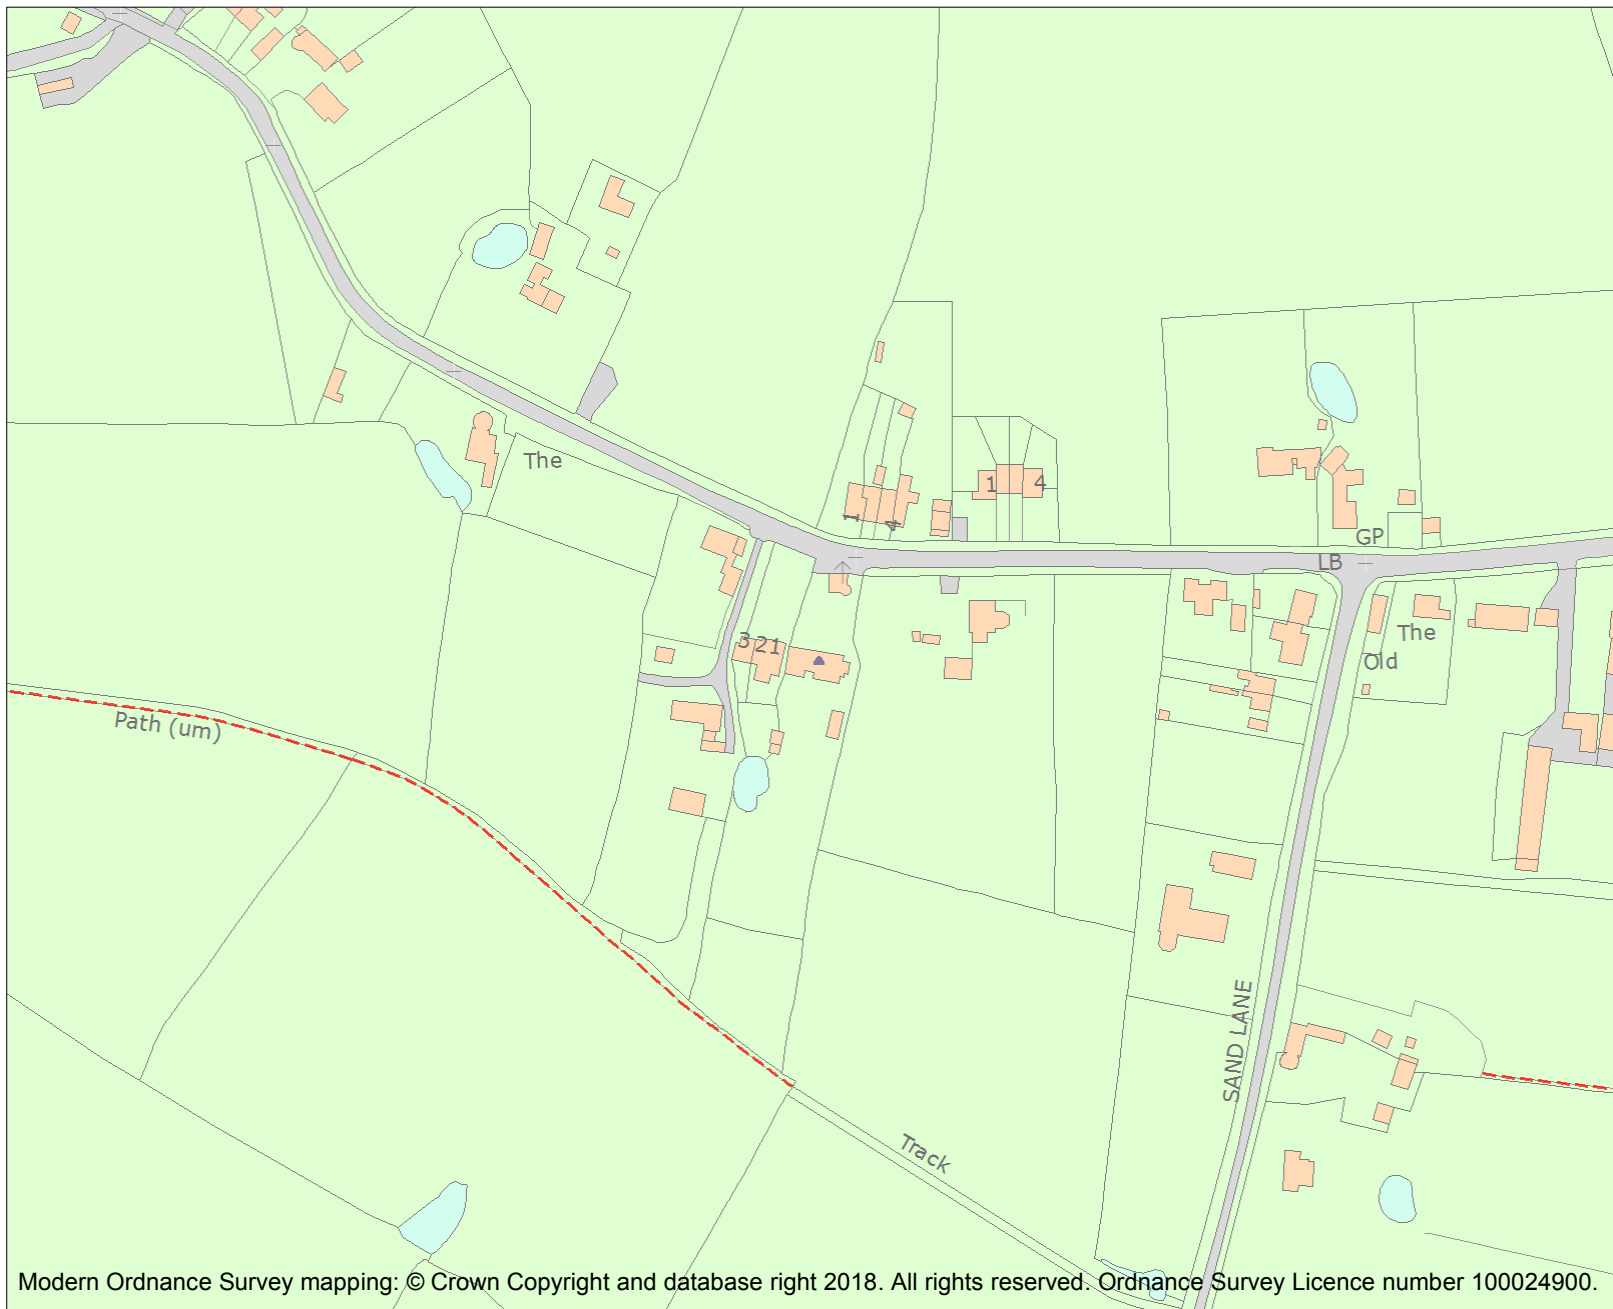 The
1
4
1
4
GP
LB
3 2 1
The
Old
Path (um)
SAND LANE
Track
Modern Ordnance Survey mapping: © Crown Copyright and database right 2018. All rights reserved. Ordnance Survey Licence number 100024900.